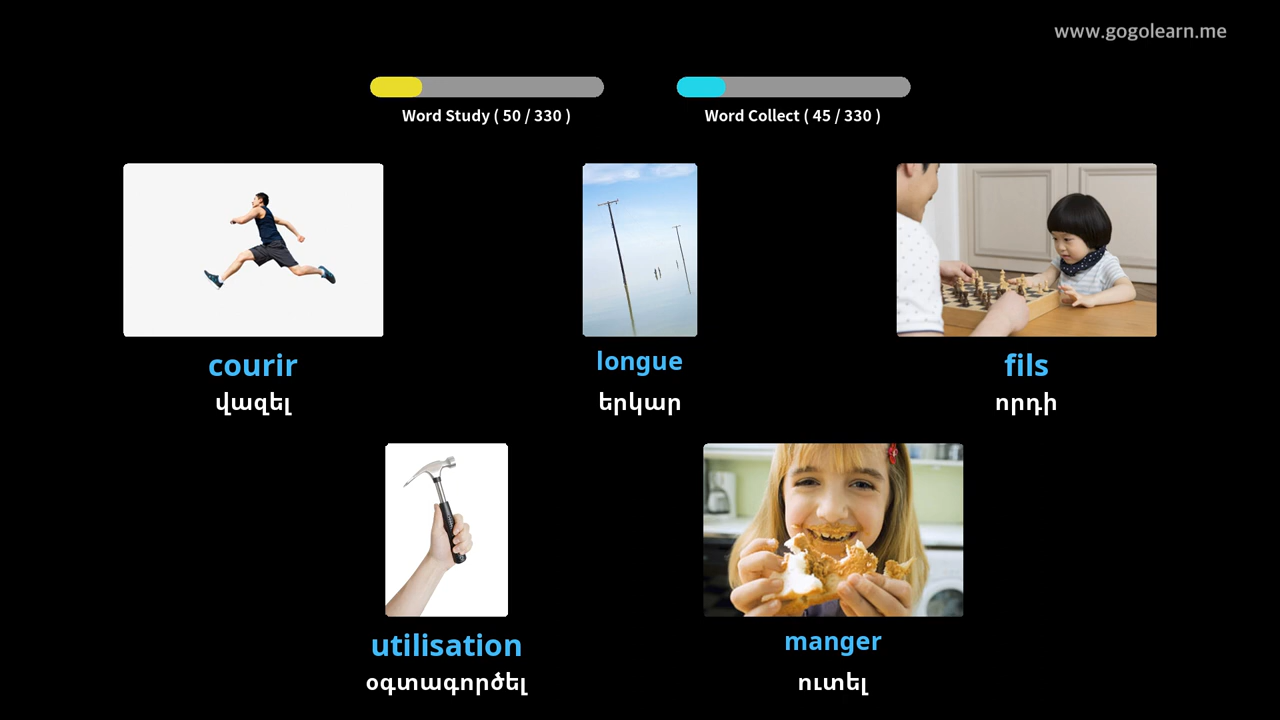 www.gogolearn.me
Word Study ( 50 / 330 )
Word Collect ( 45 / 330 )
courir
վազել
longue
երկար
fils
որդի
utilisation
օգտագործել
manger
ուտել